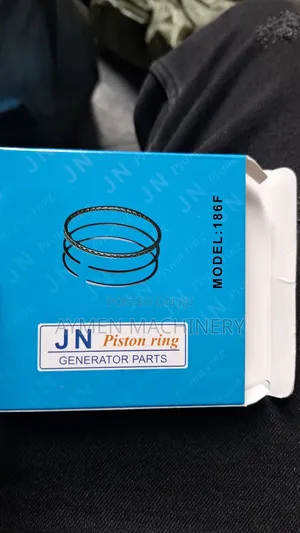 MODEL:186F
AYMEN MACHINERY
JN Piston ring
GENERATOR PARTS